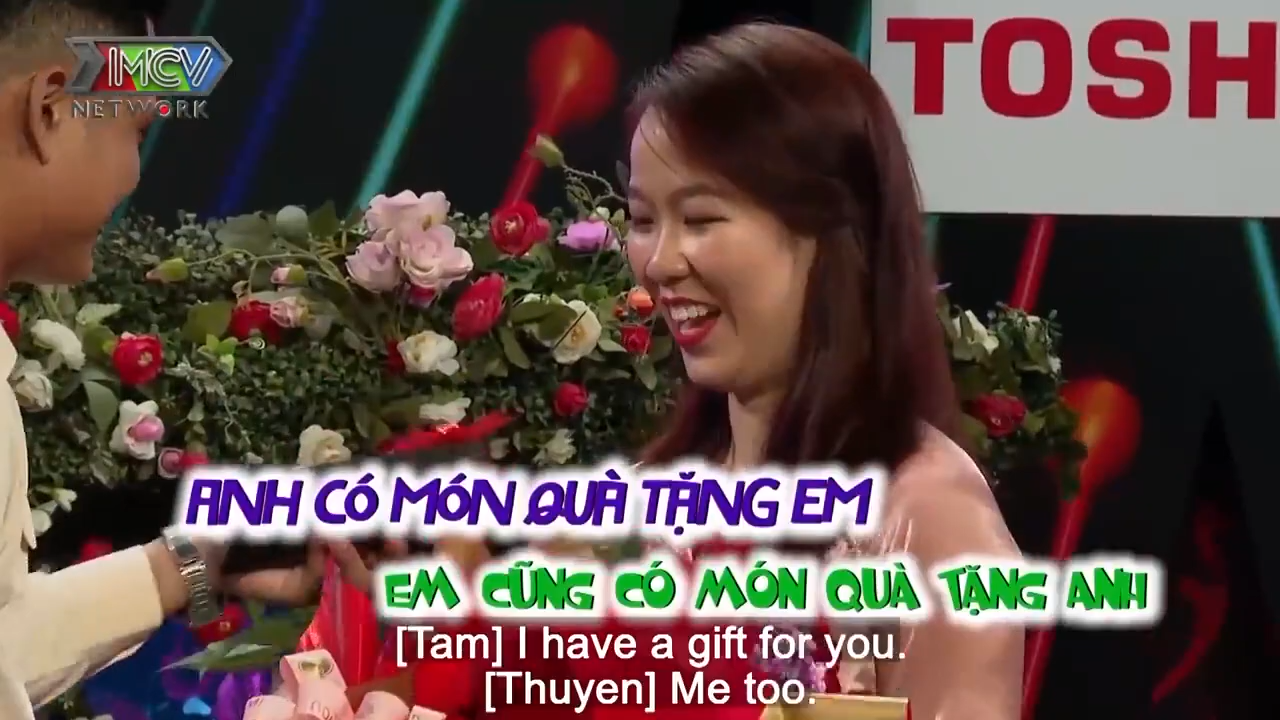 MCV
NETWORK
TOSH
ANH CÓ MÓN QUÀ TẶNG EM
EM CŨNG CÓ MÓN QUÀ TẶNG ANH
[Tam] I have a gift for you.
[Thuyen] Me too.